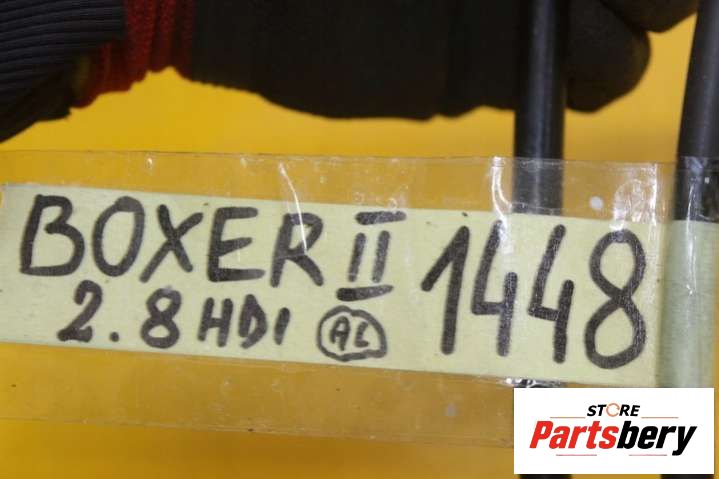 BOXER II 1448
2.8 HDI AL
STORE
Partsbery